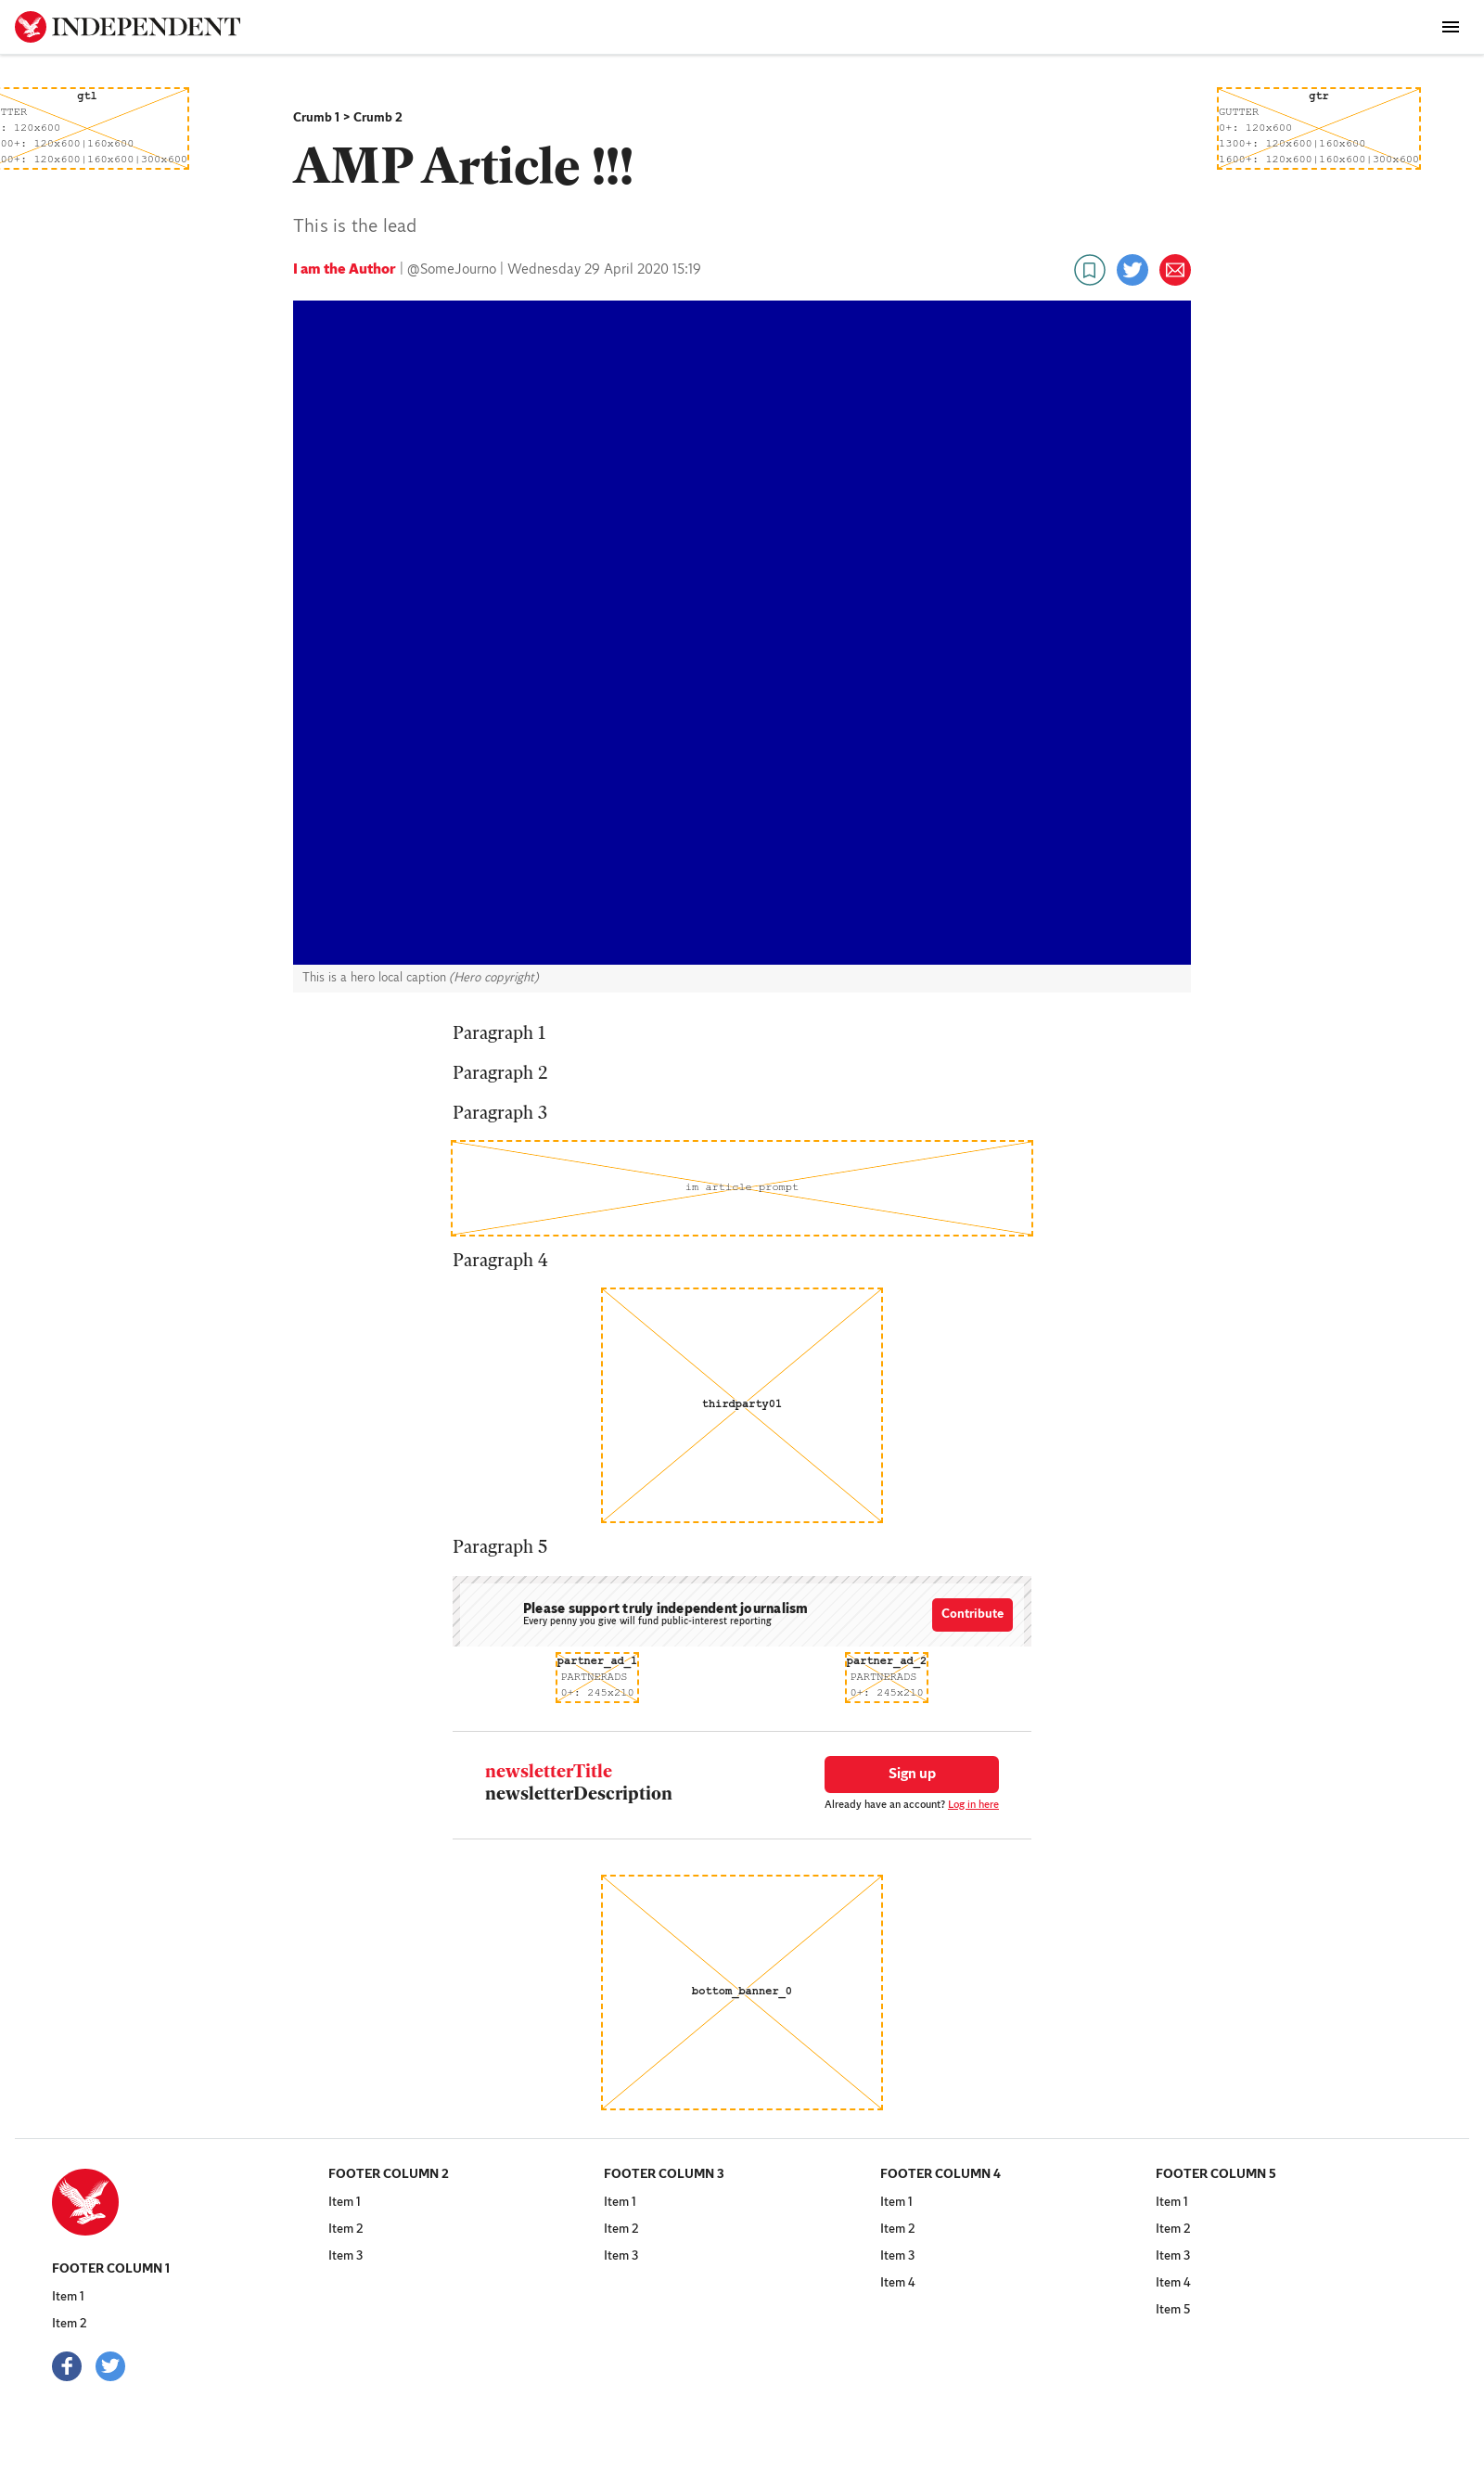 INDEPENDENT
gtl
TTER
: 120x600
00+: 120x600|160x600
00+: 120x600|160x600|300x600
gtr
GUTTER
0+: 120x600
1300+: 120x600|160x600
1600+: 120x600|160x600|300x600
Crumb 1 > Crumb 2
AMP Article !!!
This is the lead
I am the Author | @SomeJourno | Wednesday 29 April 2020 15:19
This is a hero local caption (Hero copyright)
Paragraph 1
Paragraph 2
Paragraph 3
im article prompt
Paragraph 4
thirdparty01
Paragraph 5
Please support truly independent journalism
Every penny you give will fund public-interest reporting
Contribute
partner_ad_1
PARTNERADS
0+: 245x210
partner_ad_2
PARTNERADS
0+: 245x210
newsletterTitle
newsletterDescription
Sign up
Already have an account? Log in here
bottom_banner_0
FOOTER COLUMN 1
Item 1
Item 2
FOOTER COLUMN 2
Item 1
Item 2
Item 3
FOOTER COLUMN 3
Item 1
Item 2
Item 3
FOOTER COLUMN 4
Item 1
Item 2
Item 3
Item 4
FOOTER COLUMN 5
Item 1
Item 2
Item 3
Item 4
Item 5